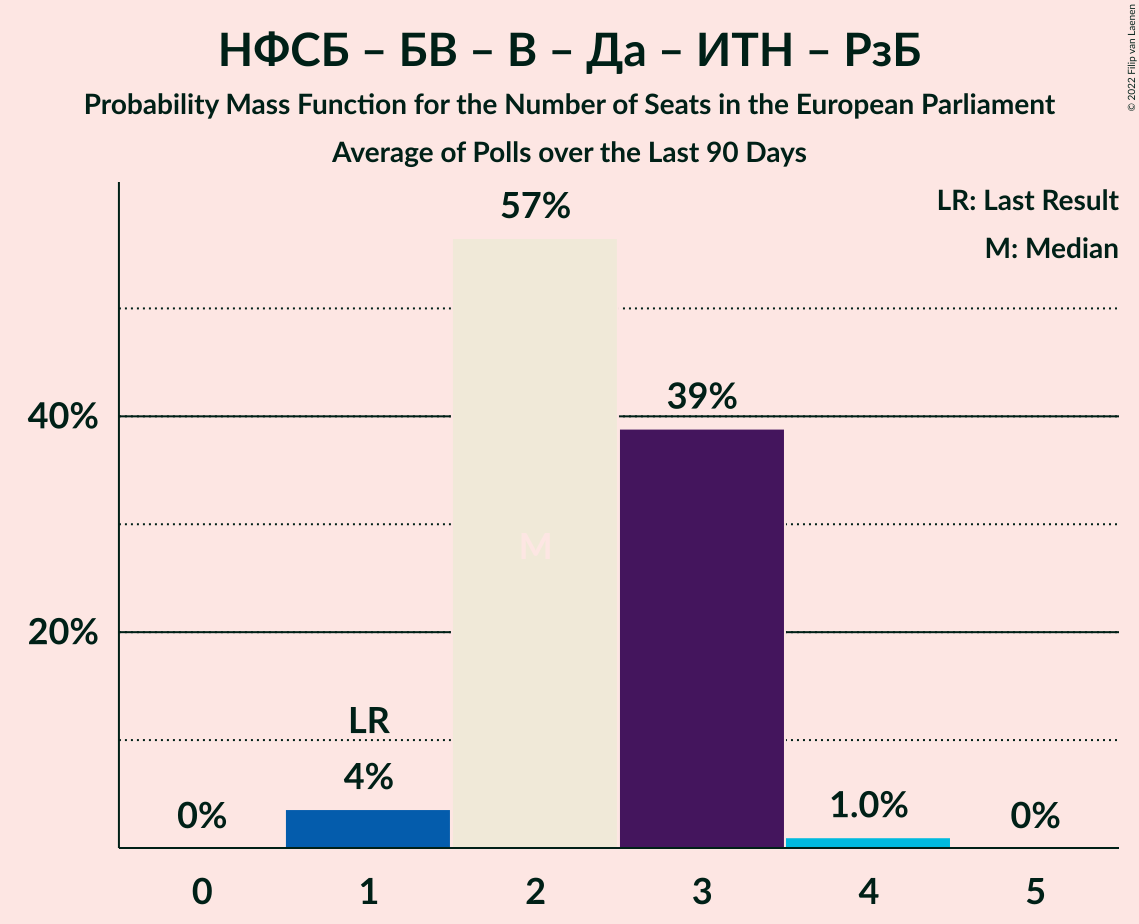 НФСБ – БВ – В – Да – ИТН – РзБ
Probability Mass Function for the Number of Seats in the European Parliament
Average of Polls over the Last 90 Days
© 2022 Filip van Laenen
LR: Last Result
M: Median
57%
39%
40%
M
20%
LR
4%
0%
1.0%
0%
0 1 2 3 4 5